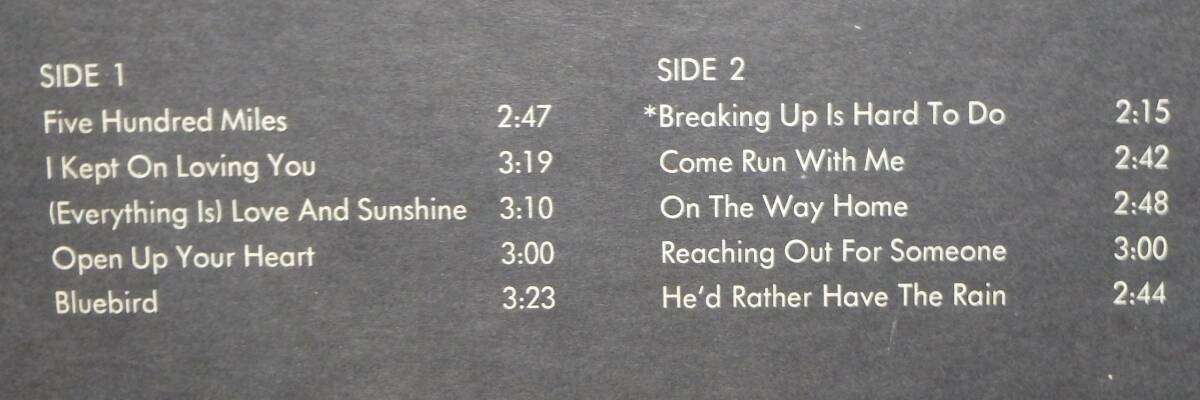 SIDE 1
Five Hundred Miles 2:47
I Kept On Loving You 3:19
(Everything Is) Love And Sunshine 3:10
Open Up Your Heart 3:00
Bluebird 3:23
SIDE 2
*Breaking Up Is Hard To Do 2:15
Come Run With Me 2:42
On The Way Home 2:48
Reaching Out For Someone 3:00
He'd Rather Have The Rain 2:44